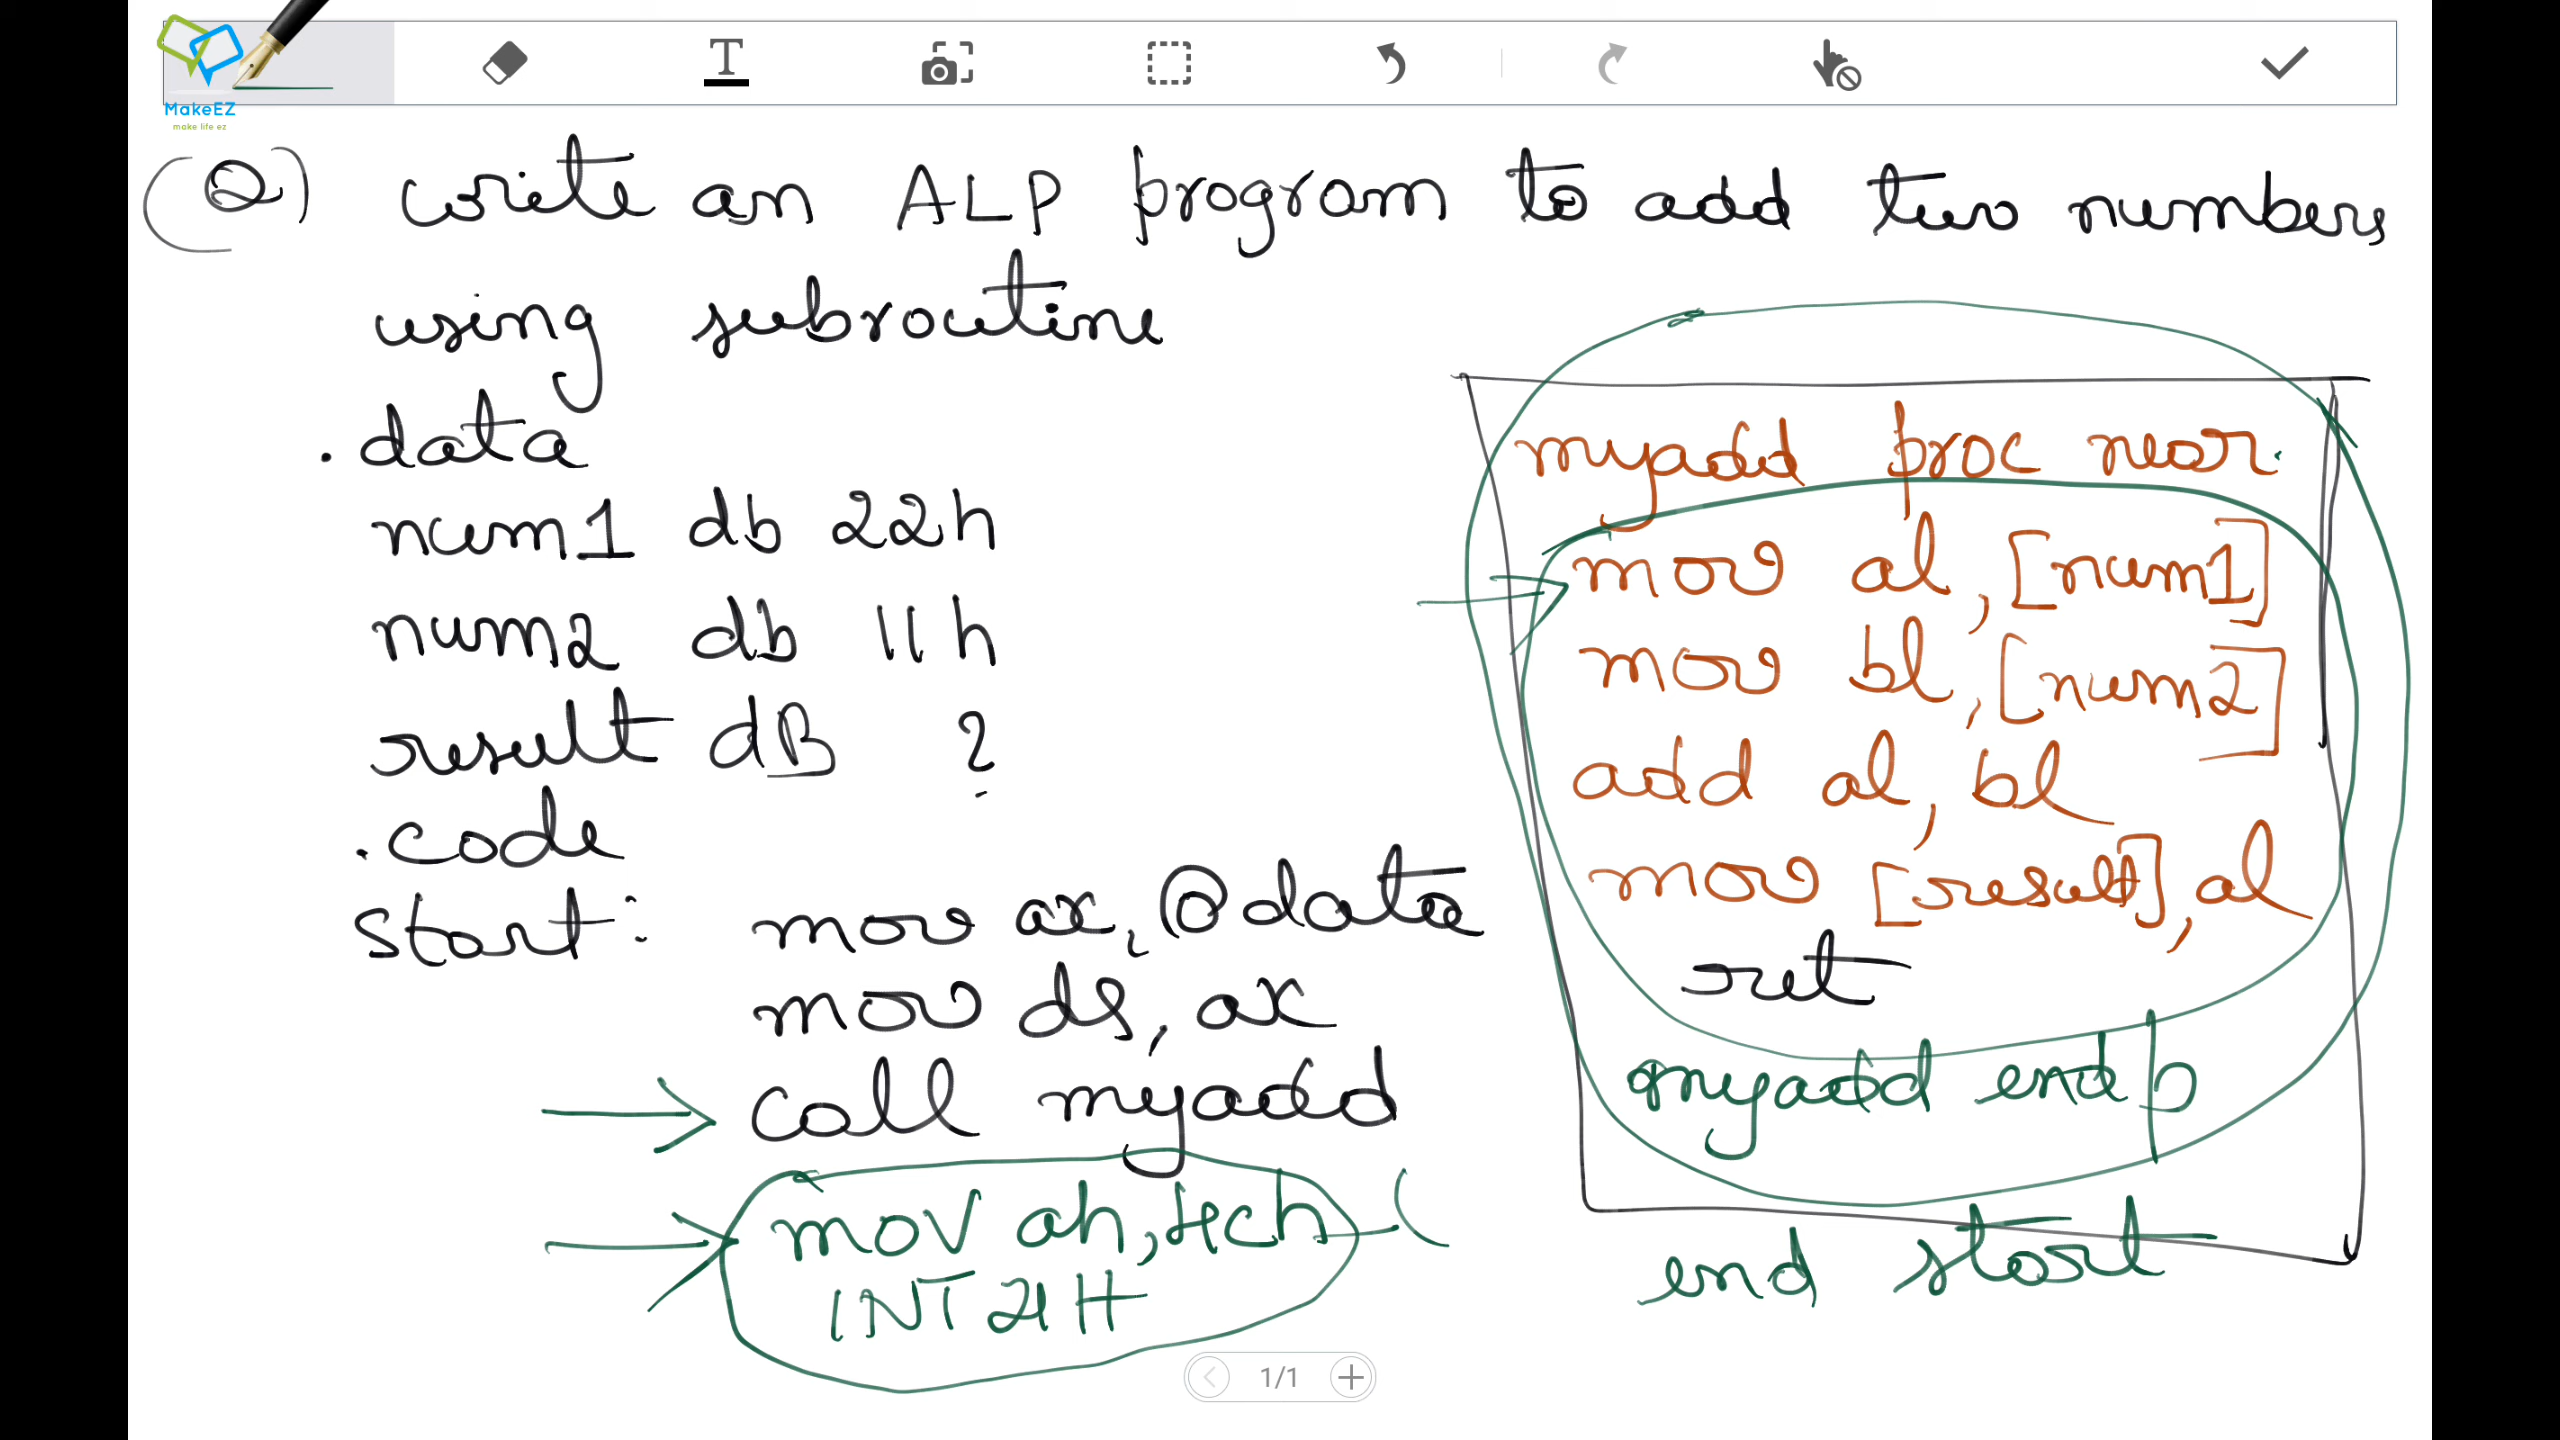 T
MakeEZ
make life ez
(Q) write an ALP program to add two numbers
using subroutine
.data
num1 db 22h
num2 db 11h
result dB ?
.code
start: mov ax, @data
mov ds, ax
call myadd
mov ah, 4ch
INT 21H
myadd proc near.
mov al, [num1]
mov bl, [num2]
add al, bl
mov [result], al
ret
myadd endp
end start
1/1